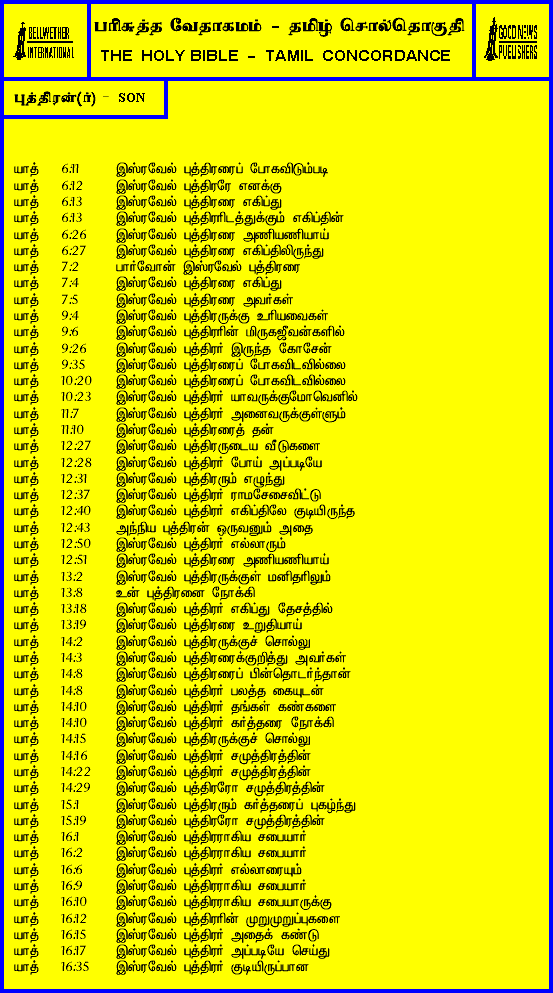 BELLWETHER
INTERNATIONAL
பரிசுத்த வேதாகமம் - தமிழ் சொல்தொகுதி
THE HOLY BIBLE - TAMIL CONCORDANCE
GOOD NEWS
PUBLISHERS
புத்திரன்(ர்) - SON
யாத் 6:11 இஸ்ரவேல் புத்திரரைப் போகவிடும்படி
யாத் 6:12 இஸ்ரவேல் புத்திரரே எனக்கு
யாத் 6:13 இஸ்ரவேல் புத்திரரை எகிப்து
யாத் 6:13 இஸ்ரவேல் புத்திரரிடத்துக்கும் எகிப்தின்
யாத் 6:26 இஸ்ரவேல் புத்திரரை அணியணியாய்
யாத் 6:27 இஸ்ரவேல் புத்திரரை எகிப்திலிருந்து
யாத் 7:2 பார்வோன் இஸ்ரவேல் புத்திரரை
யாத் 7:4 இஸ்ரவேல் புத்திரரை எகிப்து
யாத் 7:5 இஸ்ரவேல் புத்திரரை அவர்கள்
யாத் 9:4 இஸ்ரவேல் புத்திரருக்கு உரியவைகள்
யாத் 9:6 இஸ்ரவேல் புத்திரரின் மிருகஜீவன்களில்
யாத் 9:26 இஸ்ரவேல் புத்திரர் இருந்த கோசேன்
யாத் 9:35 இஸ்ரவேல் புத்திரரைப் போகவிடவில்லை
யாத் 10:20 இஸ்ரவேல் புத்திரரைப் போகவிடவில்லை
யாத் 10:23 இஸ்ரவேல் புத்திரர் யாவருக்குமோவெனில்
யாத் 11:7 இஸ்ரவேல் புத்திரர் அனைவருக்குள்ளும்
யாத் 11:10 இஸ்ரவேல் புத்திரரைத் தன்
யாத் 12:27 இஸ்ரவேல் புத்திரருடைய வீடுகளை
யாத் 12:28 இஸ்ரவேல் புத்திரர் போய் அப்படியே
யாத் 12:31 இஸ்ரவேல் புத்திரரும் எழுந்து
யாத் 12:37 இஸ்ரவேல் புத்திரர் ராமசேசைவிட்டு
யாத் 12:40 இஸ்ரவேல் புத்திரர் எகிப்திலே குடியிருந்த
யாத் 12:43 அந்நிய புத்திரன் ஒருவனும் அதை
யாத் 12:50 இஸ்ரவேல் புத்திரர் எல்லாரும்
யாத் 12:51 இஸ்ரவேல் புத்திரரை அணியணியாய்
யாத் 13:2 இஸ்ரவேல் புத்திரருக்குள் மனிதரிலும்
யாத் 13:8 உன் புத்திரனை நோக்கி
யாத் 13:18 இஸ்ரவேல் புத்திரர் எகிப்து தேசத்தில்
யாத் 13:19 இஸ்ரவேல் புத்திரரை உறுதியாய்
யாத் 14:2 இஸ்ரவேல் புத்திரருக்குச் சொல்லு
யாத் 14:3 இஸ்ரவேல் புத்திரரைக்குறித்து அவர்கள்
யாத் 14:8 இஸ்ரவேல் புத்திரரைப் பின்தொடர்ந்தான்
யாத் 14:8 இஸ்ரவேல் புத்திரர் பலத்த கையுடன்
யாத் 14:10 இஸ்ரவேல் புத்திரர் தங்கள் கண்களை
யாத் 14:10 இஸ்ரவேல் புத்திரர் கர்த்தரை நோக்கி
யாத் 14:15 இஸ்ரவேல் புத்திரருக்குச் சொல்லு
யாத் 14:16 இஸ்ரவேல் புத்திரர் சமுத்திரத்தின்
யாத் 14:22 இஸ்ரவேல் புத்திரர் சமுத்திரத்தின்
யாத் 14:29 இஸ்ரவேல் புத்திரரோ சமுத்திரத்தின்
யாத் 15:1 இஸ்ரவேல் புத்திரரும் கர்த்தரைப் புகழ்ந்து
யாத் 15:19 இஸ்ரவேல் புத்திரரோ சமுத்திரத்தின்
யாத் 16:1 இஸ்ரவேல் புத்திரராகிய சபையார்
யாத் 16:2 இஸ்ரவேல் புத்திரராகிய சபையார்
யாத் 16:6 இஸ்ரவேல் புத்திரர் எல்லாரையும்
யாத் 16:9 இஸ்ரவேல் புத்திரராகிய சபையார்
யாத் 16:10 இஸ்ரவேல் புத்திரராகிய சபையாருக்கு
யாத் 16:12 இஸ்ரவேல் புத்திரரின் முறுமுறுப்புகளை
யாத் 16:15 இஸ்ரவேல் புத்திரர் அதைக் கண்டு
யாத் 16:17 இஸ்ரவேல் புத்திரர் அப்படியே செய்து
யாத் 16:35 இஸ்ரவேல் புத்திரர் குடியிருப்பான